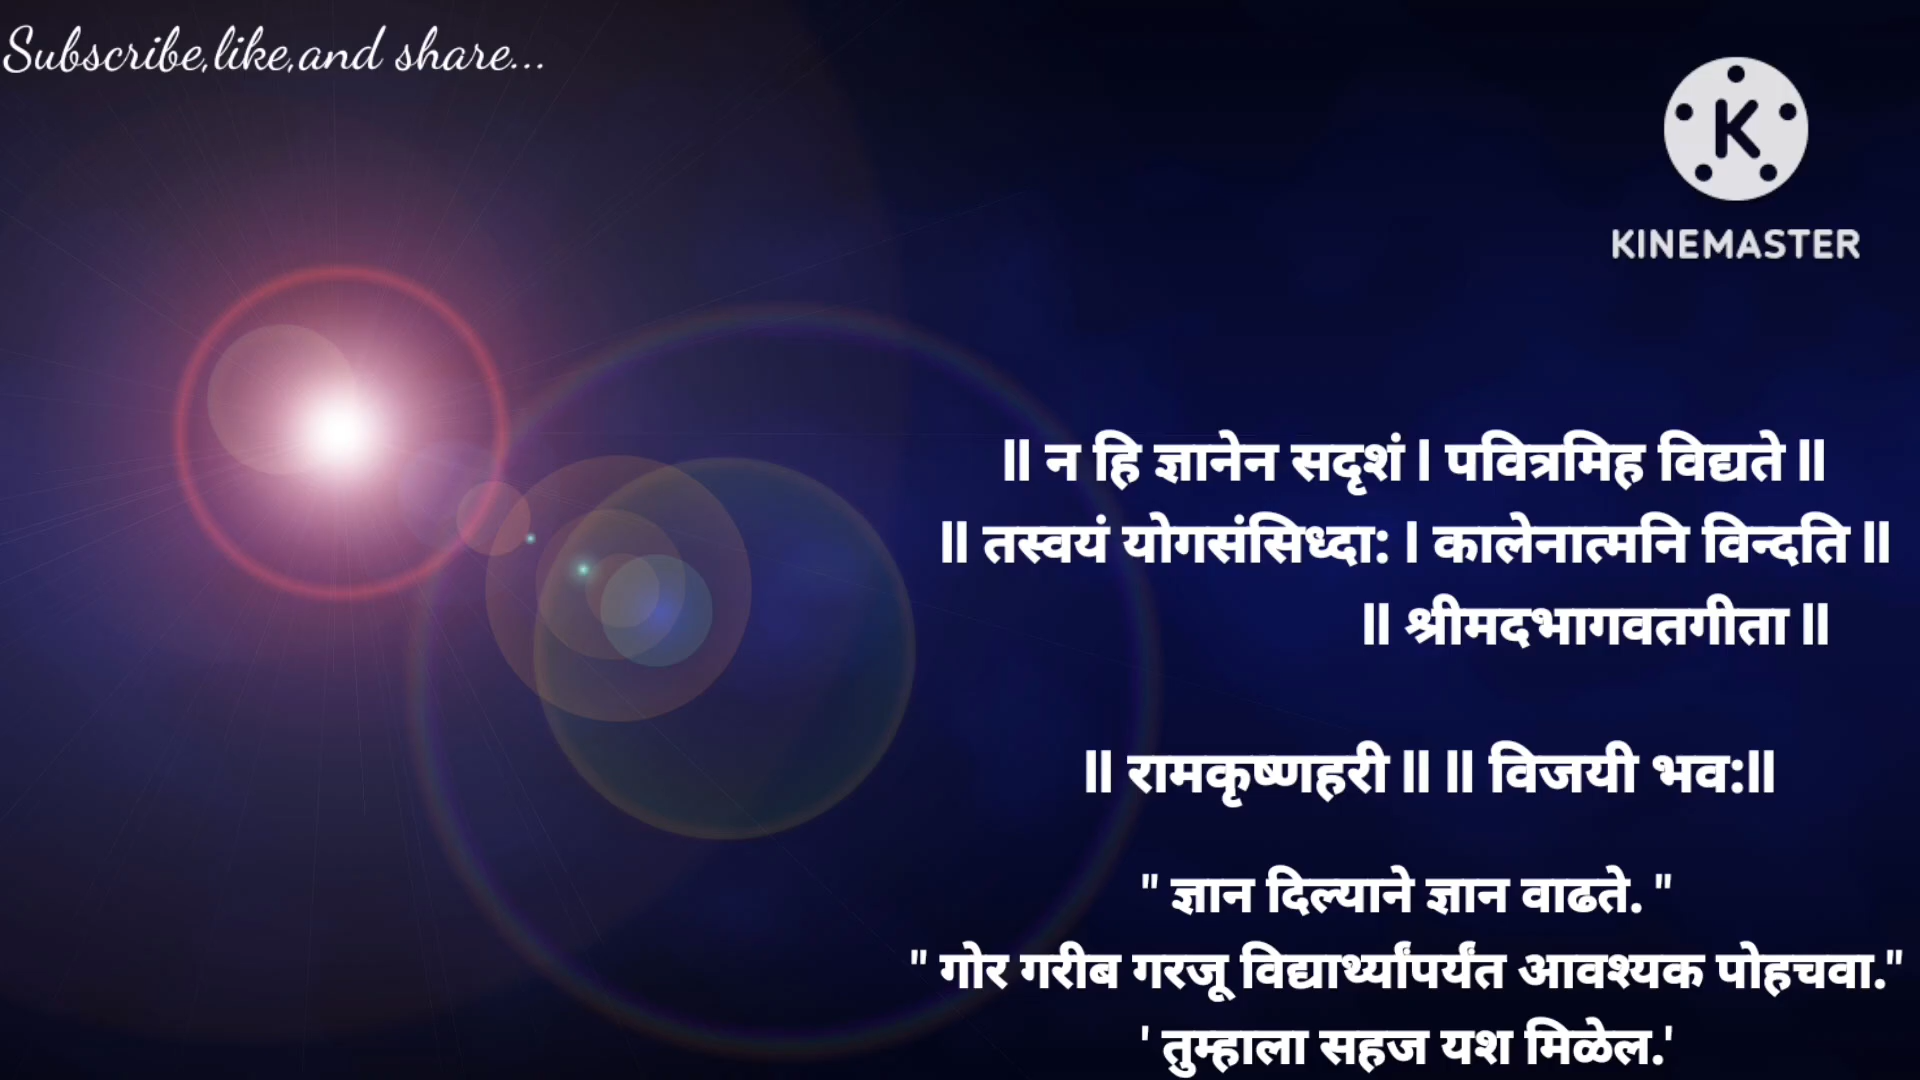 Subscribe,like,and share...
K
KINEMASTER
॥ न हि ज्ञानेन सदृशं । पवित्रमिह विद्यते ॥
॥ तस्वयं योगसंसिध्दा: । कालेनात्मनि विन्दति ॥
॥ श्रीमदभागवतगीता ॥
॥ रामकृष्णहरी ॥ ॥ विजयी भव:॥
" ज्ञान दिल्याने ज्ञान वाढते. "
" गोर गरीब गरजू विद्यार्थ्यांपर्यंत आवश्यक पोहचवा."
' तुम्हाला सहज यश मिळेल.'